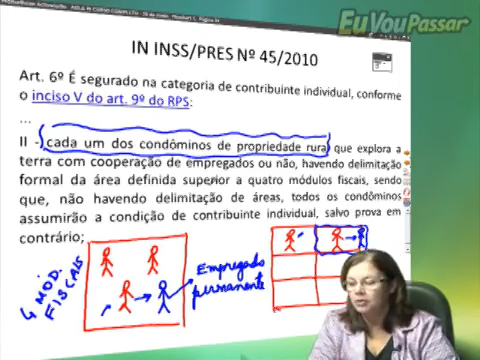 EuVouPassar
IN INSS/PRES Nº 45/2010
Art. 6º É segurado na categoria de contribuinte individual, conforme
o inciso V do art. 9º do RPS:
...
II - cada um dos condôminos de propriedade rural que explora a
terra com cooperação de empregados ou não, havendo delimitação
formal da área definida superior a quatro módulos fiscais, sendo
que, não havendo delimitação de áreas, todos os condôminos
assumirão a condição de contribuinte individual, salvo prova em
contrário;
4 MÓD.
FISCAIS
Empregado
permanente